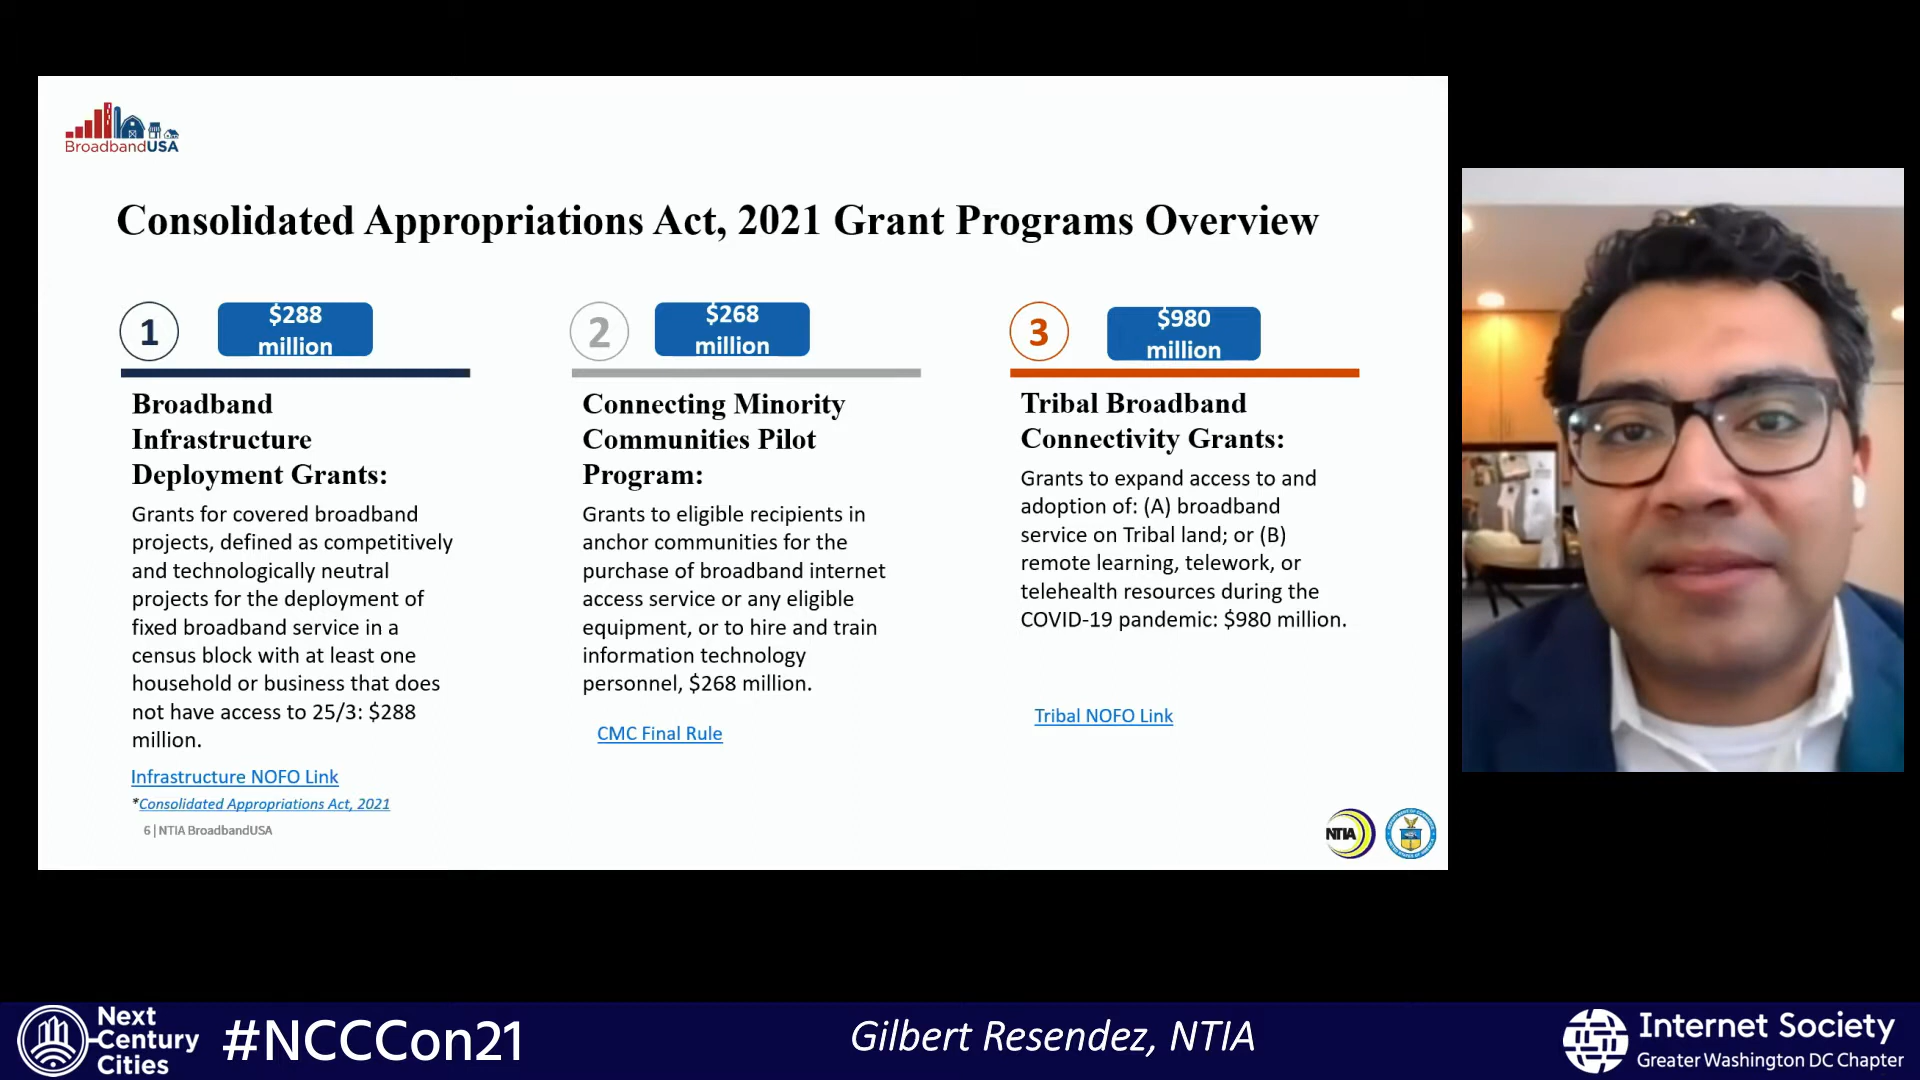 BroadbandUSA
Consolidated Appropriations Act, 2021 Grant Programs Overview
1
$288
million
Broadband
Infrastructure
Deployment Grants:
Grants for covered broadband
projects, defined as competitively
and technologically neutral
projects for the deployment of
fixed broadband service in a
census block with at least one
household or business that does
not have access to 25/3: $288
million.
Infrastructure NOFO Link
*Consolidated Appropriations Act, 2021
6 | NTIA BroadbandUSA
2
$268
million
Connecting Minority
Communities Pilot
Program:
Grants to eligible recipients in
anchor communities for the
purchase of broadband internet
access service or any eligible
equipment, or to hire and train
information technology
personnel, $268 million.
CMC Final Rule
3
$980
million
Tribal Broadband
Connectivity Grants:
Grants to expand access to and
adoption of: (A) broadband
service on Tribal land; or (B)
remote learning, telework, or
telehealth resources during the
COVID-19 pandemic: $980 million.
Tribal NOFO Link
NTIA
Next
Century
Cities
#NCCCon21
Gilbert Resendez, NTIA
Internet Society
Greater Washington DC Chapter